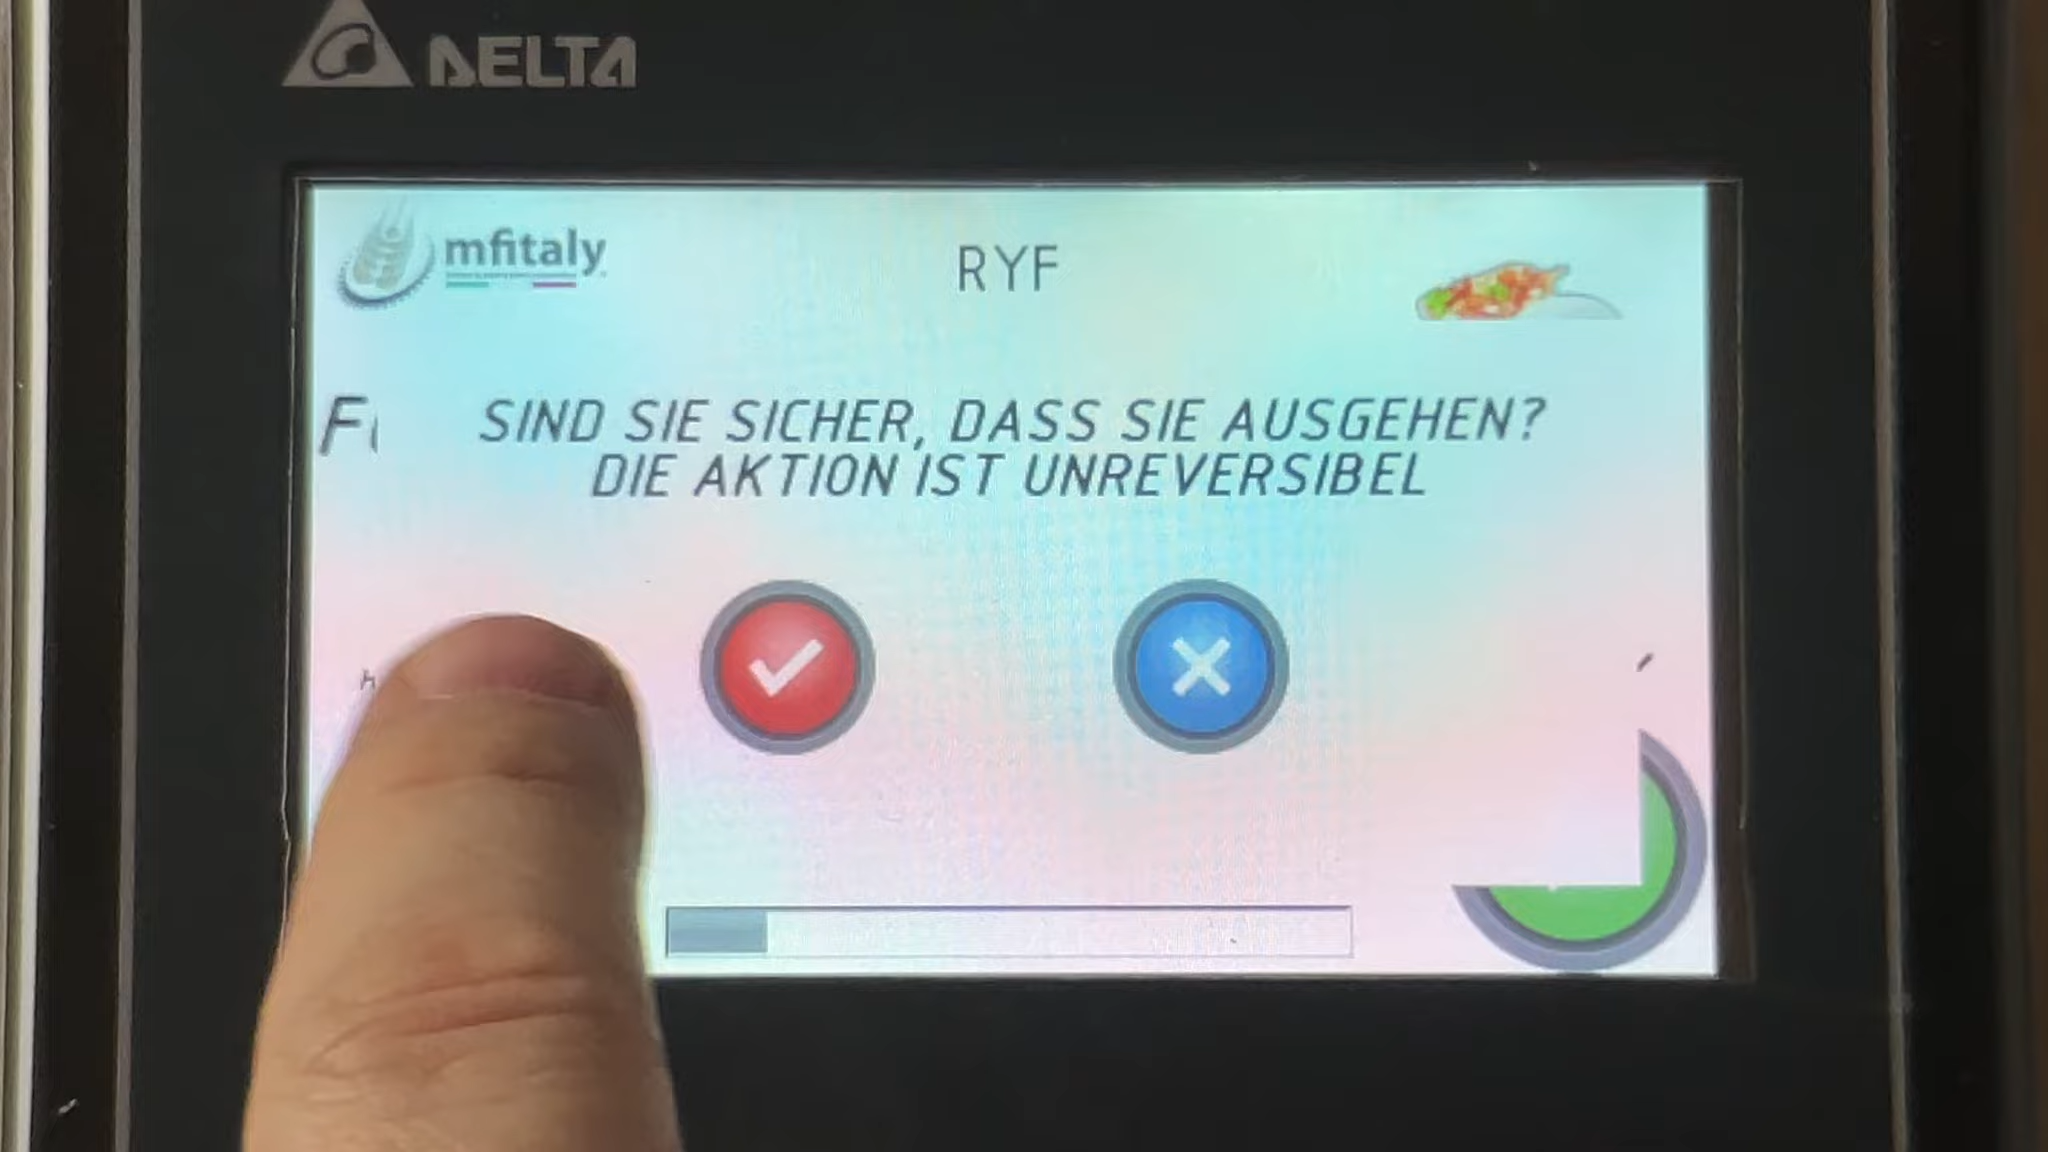 DELTA
mfitaly
RYF
SIND SIE SICHER, DASS SIE AUSGEHEN?
DIE AKTION IST UNREVERSIBEL